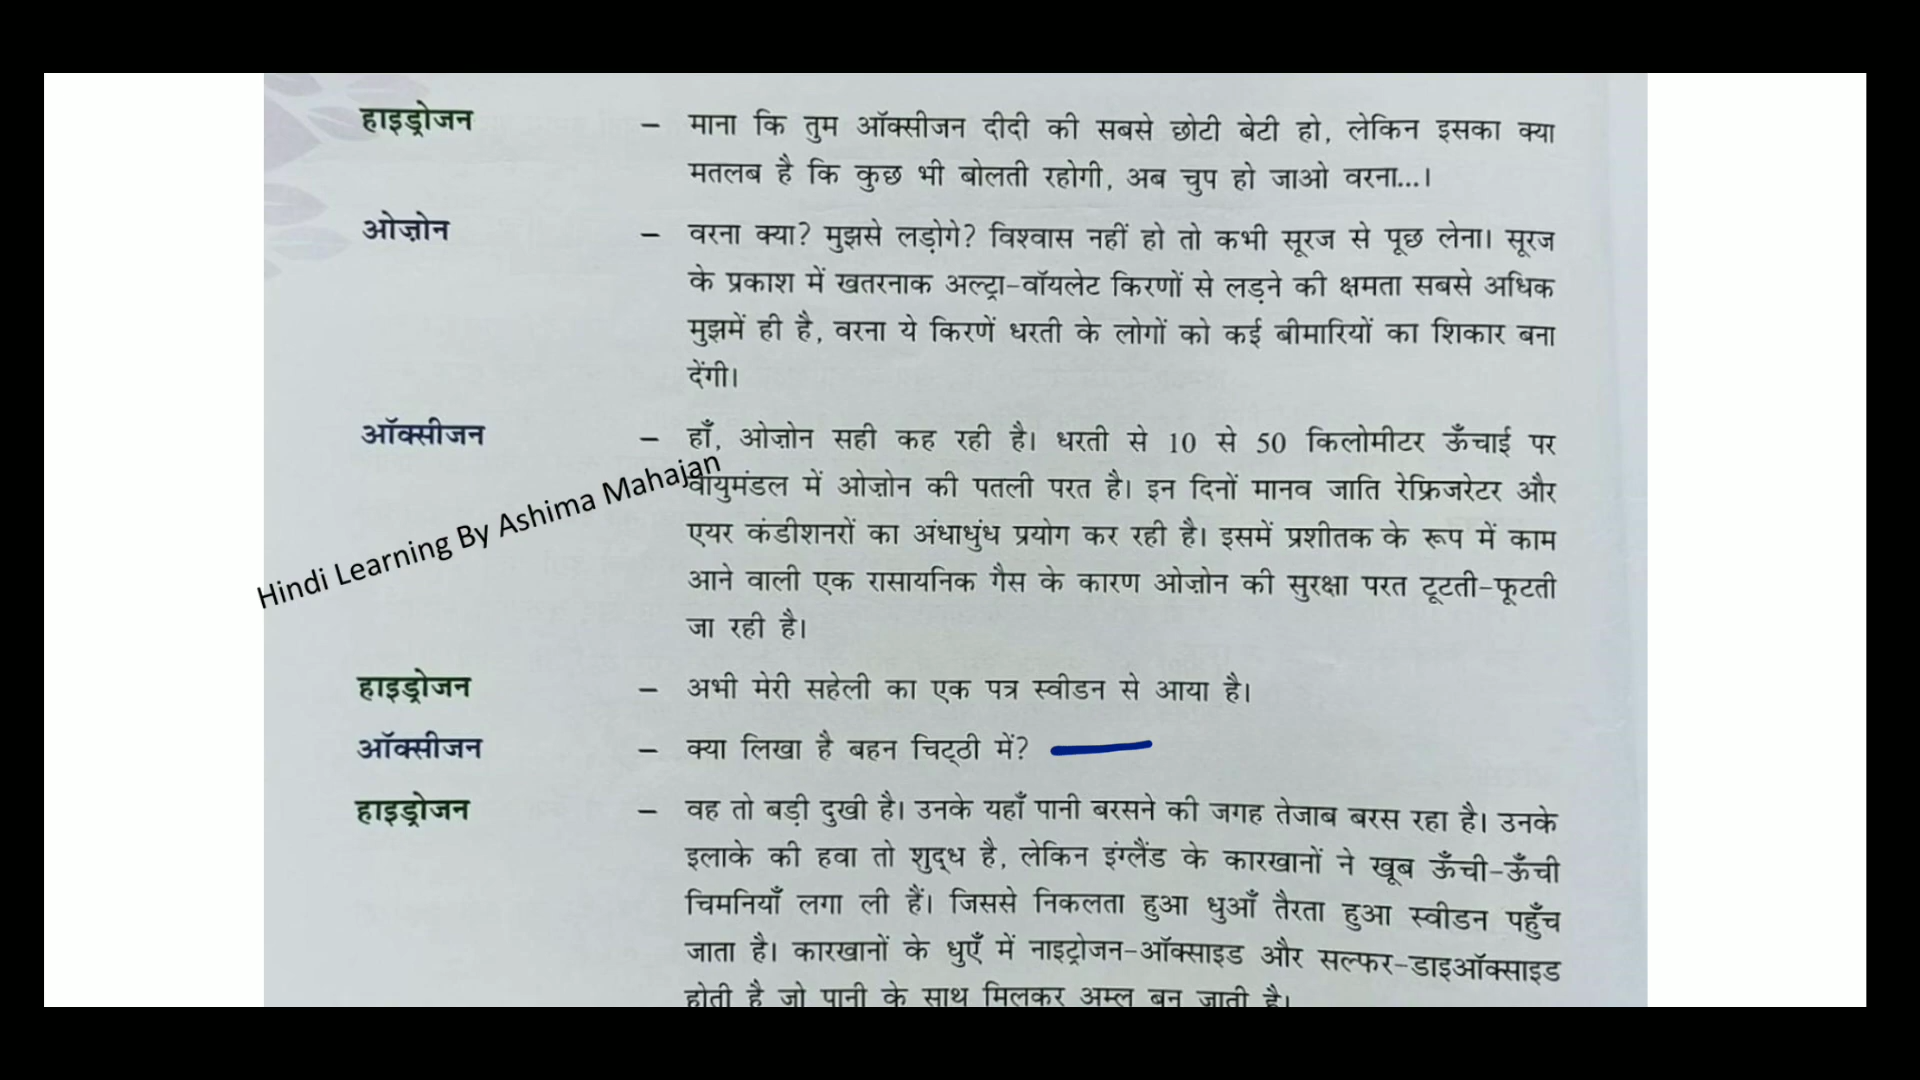 हाइड्रोजन – माना कि तुम ऑक्सीजन दीदी की सबसे छोटी बेटी हो, लेकिन इसका क्या
मतलब है कि कुछ भी बोलती रहोगी, अब चुप हो जाओ वरना...।
ओज़ोन – वरना क्या? मुझसे लड़ोगे? विश्वास नहीं हो तो कभी सूरज से पूछ लेना। सूरज
के प्रकाश में खतरनाक अल्ट्रा-वॉयलेट किरणों से लड़ने की क्षमता सबसे अधिक
मुझमें ही है, वरना ये किरणें धरती के लोगों को कई बीमारियों का शिकार बना
देंगी।
ऑक्सीजन – हाँ, ओज़ोन सही कह रही है। धरती से 10 से 50 किलोमीटर ऊँचाई पर
वायुमंडल में ओज़ोन की पतली परत है। इन दिनों मानव जाति रेफ्रिजरेटर और
एयर कंडीशनरों का अंधाधुंध प्रयोग कर रही है। इसमें प्रशीतक के रूप में काम
आने वाली एक रासायनिक गैस के कारण ओज़ोन की सुरक्षा परत टूटती-फूटती
जा रही है।
Hindi Learning By Ashima Mahajan
हाइड्रोजन – अभी मेरी सहेली का एक पत्र स्वीडन से आया है।
ऑक्सीजन – क्या लिखा है बहन चिट्ठी में?
हाइड्रोजन – वह तो बड़ी दुखी है। उनके यहाँ पानी बरसने की जगह तेजाब बरस रहा है। उनके
इलाके की हवा तो शुद्ध है, लेकिन इंग्लैंड के कारखानों ने खूब ऊँची-ऊँची
चिमनियाँ लगा ली हैं। जिससे निकलता हुआ धुआँ तैरता हुआ स्वीडन पहुँच
जाता है। कारखानों के धुएँ में नाइट्रोजन-ऑक्साइड और सल्फर-डाइऑक्साइड
होती है जो पानी के साथ मिलकर अम्ल बन जाती है।